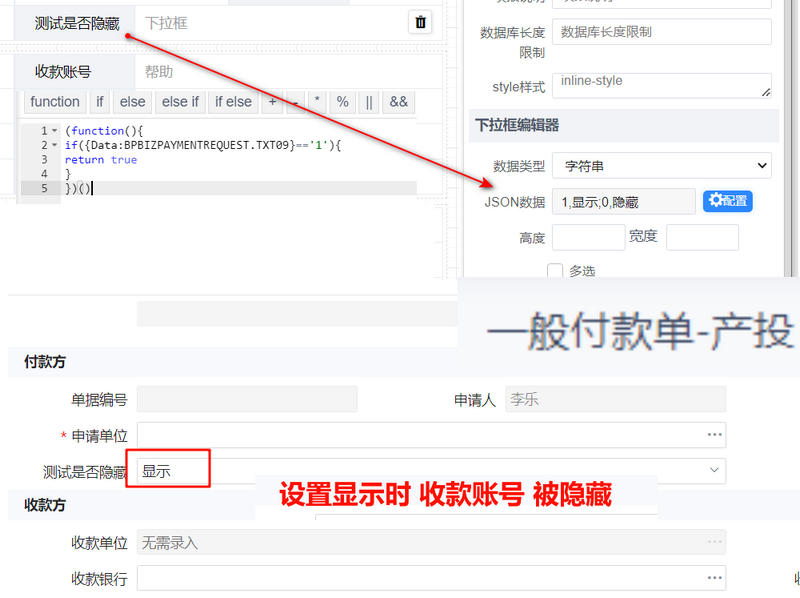 测试是否隐藏 下拉框
收款账号 帮助
function if else else if if else + - * % || &&
1 (function(){
2 if({Data:BPBIZPAYMENTREQUEST.TXT09}=='1'){
3 return true
4 }
5 })()
数据库长度限制 数据库长度限制
style样式 inline-style
下拉框编辑器
数据类型 字符串
JSON数据 1,显示;0,隐藏 配置
高度 宽度
多选
一般付款单-产投
付款方
单据编号 申请人 李乐
* 申请单位 ...
测试是否隐藏 显示
设置显示时 收款账号 被隐藏
收款方
收款单位 无需录入 ...
收款银行 ...